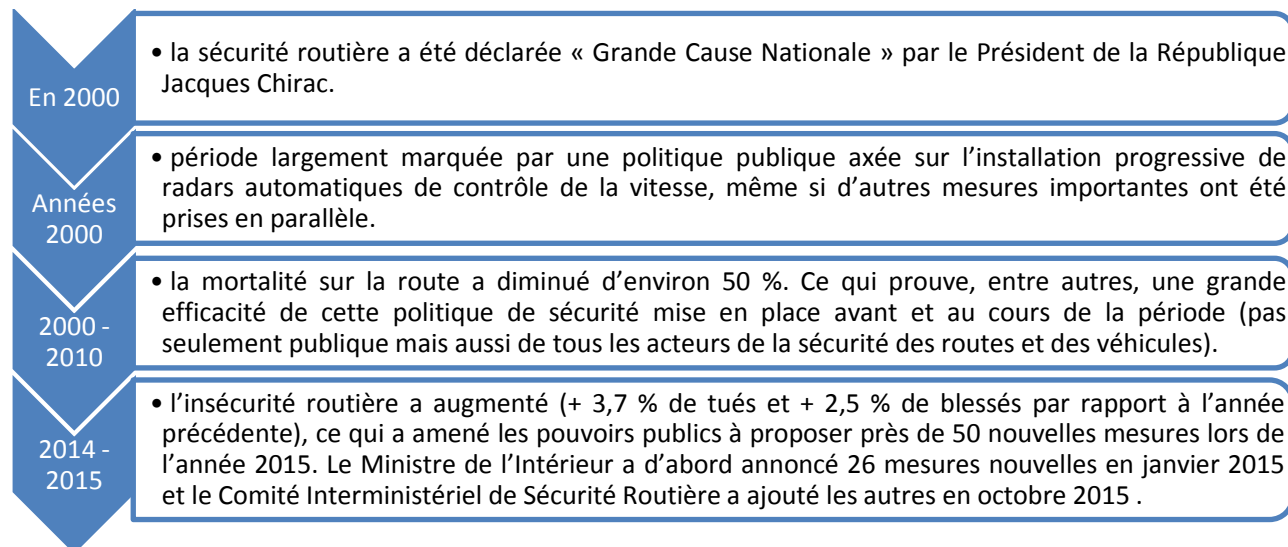 En 2000
• la sécurité routière a été déclarée « Grande Cause Nationale » par le Président de la République
Jacques Chirac.
Années
2000
• période largement marquée par une politique publique axée sur l’installation progressive de
radars automatiques de contrôle de la vitesse, même si d’autres mesures importantes ont été
prises en parallèle.
2000 -
2010
• la mortalité sur la route a diminué d’environ 50 %. Ce qui prouve, entre autres, une grande
efficacité de cette politique de sécurité mise en place avant et au cours de la période (pas
seulement publique mais aussi de tous les acteurs de la sécurité des routes et des véhicules).
2014 -
2015
• l’insécurité routière a augmenté (+ 3,7 % de tués et + 2,5 % de blessés par rapport à l’année
précédente), ce qui a amené les pouvoirs publics à proposer près de 50 nouvelles mesures lors de
l’année 2015. Le Ministre de l’Intérieur a d’abord annoncé 26 mesures nouvelles en janvier 2015
et le Comité Interministériel de Sécurité Routière a ajouté les autres en octobre 2015 .